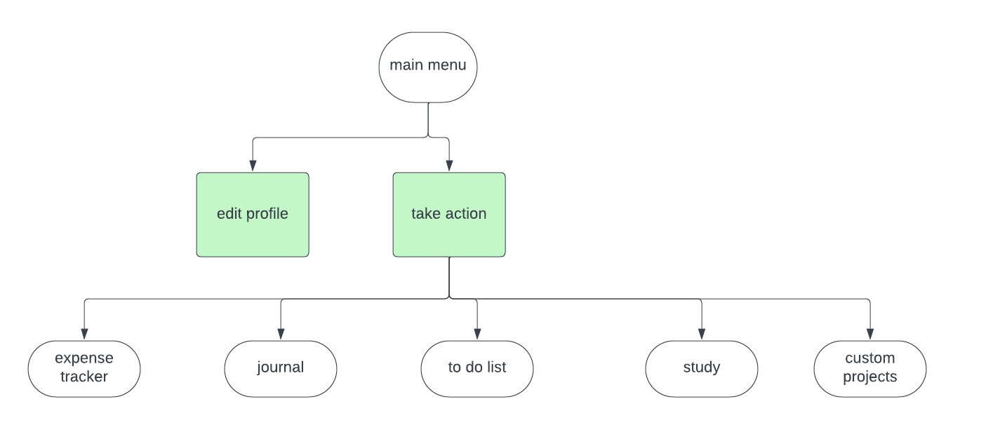 main menu
edit profile
take action
expense
tracker
journal
to do list
study
custom
projects